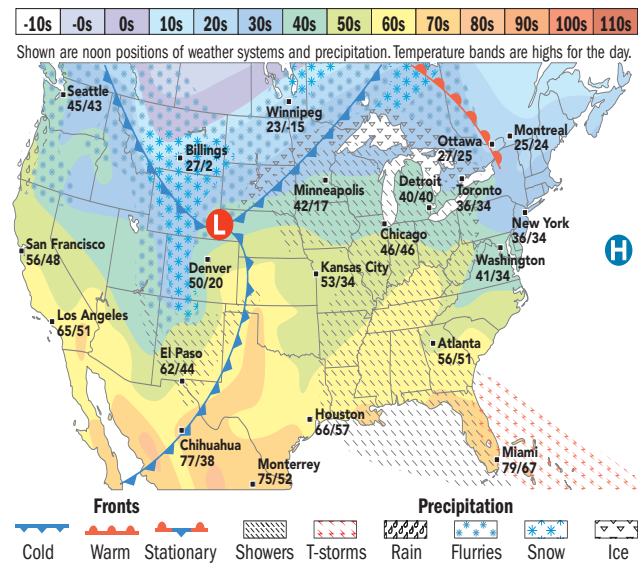 -10s -0s 0s 10s 20s 30s 40s 50s 60s 70s 80s 90s 100s 110s
Shown are noon positions of weather systems and precipitation. Temperature bands are highs for the day.
Seattle
45/43
Winnipeg
23/-15
Billings
27/2
Ottawa
27/25
Montreal
25/24
Minneapolis
42/17
Detroit
40/40
Toronto
36/34
New York
36/34
Chicago
46/46
L
H
San Francisco
56/48
Denver
50/20
Kansas City
53/34
Washington
41/34
Los Angeles
65/51
El Paso
62/44
Atlanta
56/51
Houston
66/57
Chihuahua
77/38
Monterrey
75/52
Miami
79/67
Fronts
Precipitation
Cold Warm Stationary Showers T-storms Rain Flurries Snow Ice